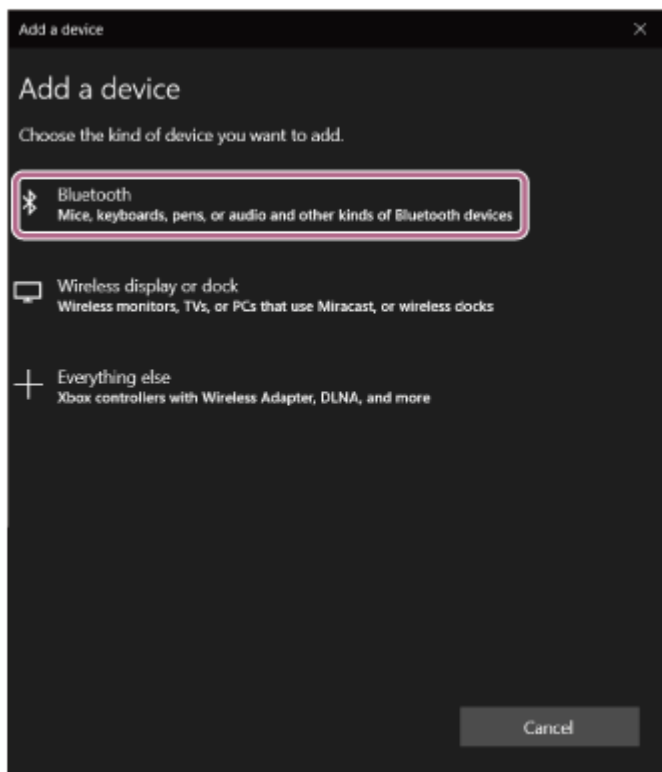 Add a device
Add a device
Choose the kind of device you want to add.
Bluetooth
Mice, keyboards, pens, or audio and other kinds of Bluetooth devices
Wireless display or dock
Wireless monitors, TVs, or PCs that use Miracast, or wireless docks
Everything else
Xbox controllers with Wireless Adapter, DLNA, and more
Cancel